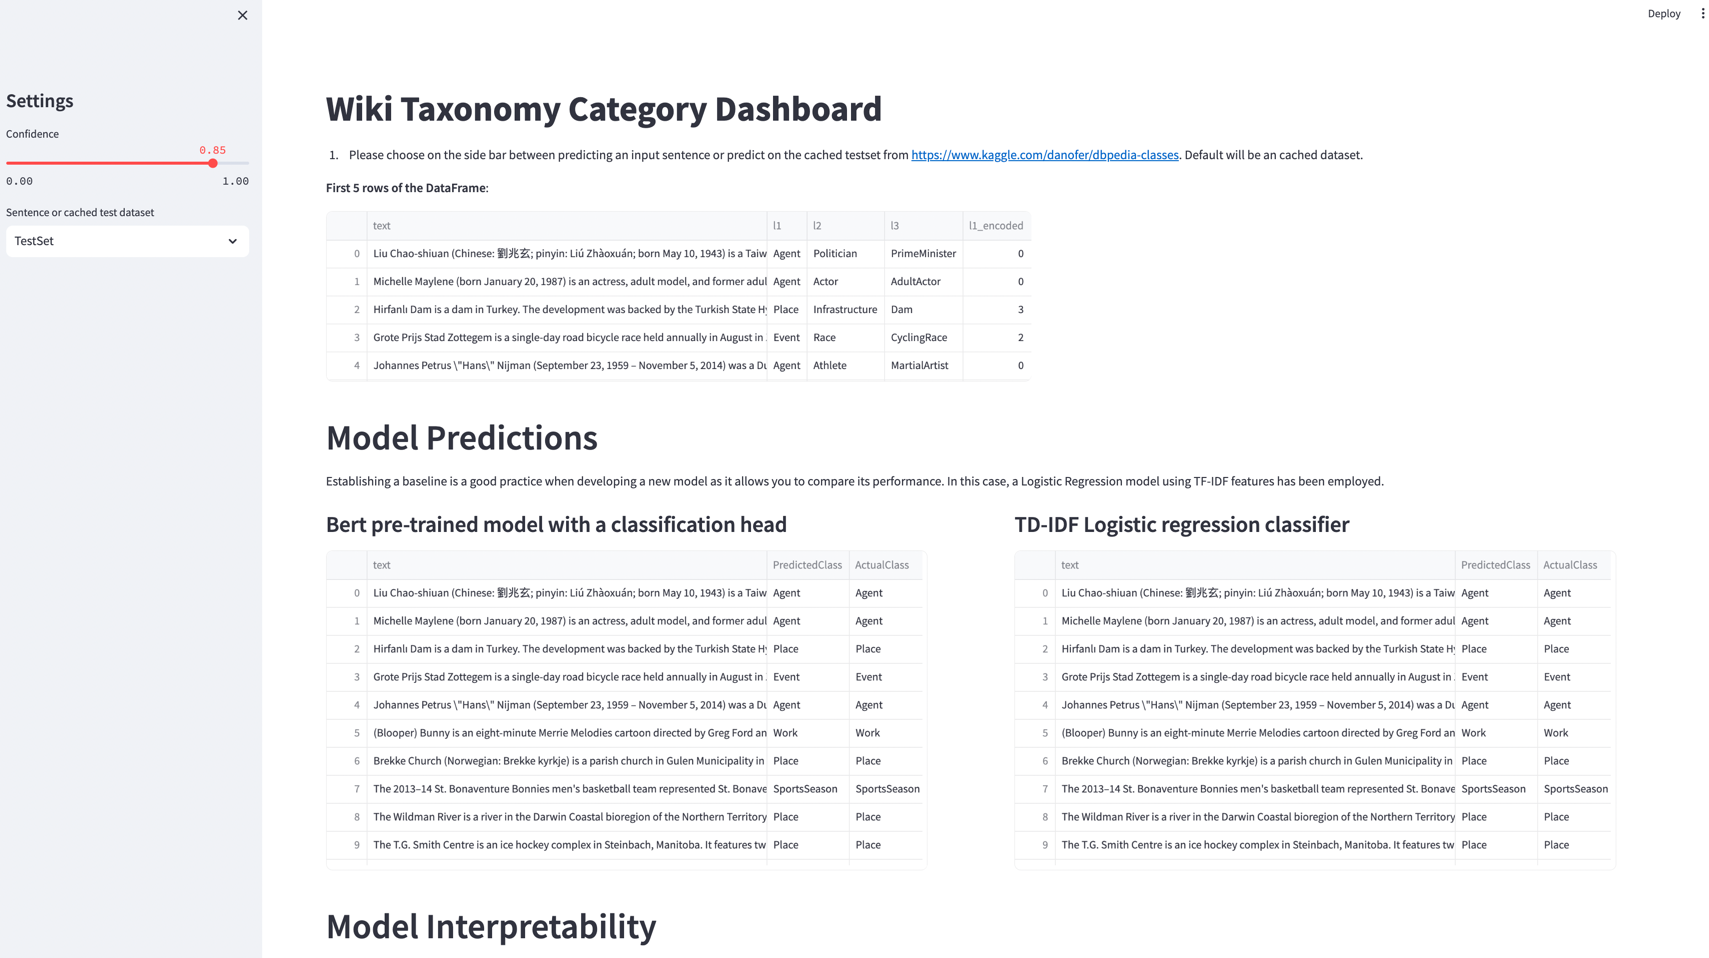 Deploy
Settings
Confidence
0.85
0.00 1.00
Sentence or cached test dataset
TestSet
Wiki Taxonomy Category Dashboard
1. Please choose on the side bar between predicting an input sentence or predict on the cached testset from https://www.kaggle.com/danofer/dbpedia-classes. Default will be an cached dataset.
First 5 rows of the DataFrame:
text l1 l2 l3 l1_encoded
0 Liu Chao-shiuan (Chinese: 劉兆玄; pinyin: Liú Zhàoxuán; born May 10, 1943) is a Taiw Agent Politician PrimeMinister 0
1 Michelle Maylene (born January 20, 1987) is an actress, adult model, and former adul Agent Actor AdultActor 0
2 Hirfanlı Dam is a dam in Turkey. The development was backed by the Turkish State Hy Place Infrastructure Dam 3
3 Grote Prijs Stad Zottegem is a single-day road bicycle race held annually in August in Event Race CyclingRace 2
4 Johannes Petrus \"Hans\" Nijman (September 23, 1959 – November 5, 2014) was a Du Agent Athlete MartialArtist 0
Model Predictions
Establishing a baseline is a good practice when developing a new model as it allows you to compare its performance. In this case, a Logistic Regression model using TF-IDF features has been employed.
Bert pre-trained model with a classification head
text PredictedClass ActualClass
0 Liu Chao-shiuan (Chinese: 劉兆玄; pinyin: Liú Zhàoxuán; born May 10, 1943) is a Taiw Agent Agent
1 Michelle Maylene (born January 20, 1987) is an actress, adult model, and former adul Agent Agent
2 Hirfanlı Dam is a dam in Turkey. The development was backed by the Turkish State Hy Place Place
3 Grote Prijs Stad Zottegem is a single-day road bicycle race held annually in August in Event Event
4 Johannes Petrus \"Hans\" Nijman (September 23, 1959 – November 5, 2014) was a Du Agent Agent
5 (Blooper) Bunny is an eight-minute Merrie Melodies cartoon directed by Greg Ford an Work Work
6 Brekke Church (Norwegian: Brekke kyrkje) is a parish church in Gulen Municipality in Place Place
7 The 2013–14 St. Bonaventure Bonnies men's basketball team represented St. Bonave SportsSeason SportsSeason
8 The Wildman River is a river in the Darwin Coastal bioregion of the Northern Territory Place Place
9 The T.G. Smith Centre is an ice hockey complex in Steinbach, Manitoba. It features tw Place Place
TD-IDF Logistic regression classifier
text PredictedClass ActualClass
0 Liu Chao-shiuan (Chinese: 劉兆玄; pinyin: Liú Zhàoxuán; born May 10, 1943) is a Taiw Agent Agent
1 Michelle Maylene (born January 20, 1987) is an actress, adult model, and former adul Agent Agent
2 Hirfanlı Dam is a dam in Turkey. The development was backed by the Turkish State Hy Place Place
3 Grote Prijs Stad Zottegem is a single-day road bicycle race held annually in August in Event Event
4 Johannes Petrus \"Hans\" Nijman (September 23, 1959 – November 5, 2014) was a Du Agent Agent
5 (Blooper) Bunny is an eight-minute Merrie Melodies cartoon directed by Greg Ford an Work Work
6 Brekke Church (Norwegian: Brekke kyrkje) is a parish church in Gulen Municipality in Place Place
7 The 2013–14 St. Bonaventure Bonnies men's basketball team represented St. Bonave SportsSeason SportsSeason
8 The Wildman River is a river in the Darwin Coastal bioregion of the Northern Territory Place Place
9 The T.G. Smith Centre is an ice hockey complex in Steinbach, Manitoba. It features tw Place Place
Model Interpretability